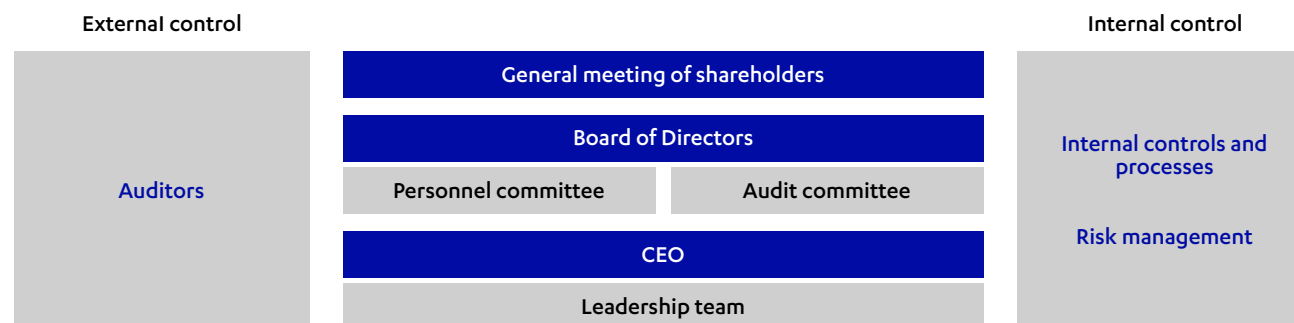 External control
Internal control
General meeting of shareholders
Board of Directors
Internal controls and
processes
Auditors
Personnel committee
Audit committee
Risk management
CEO
Leadership team